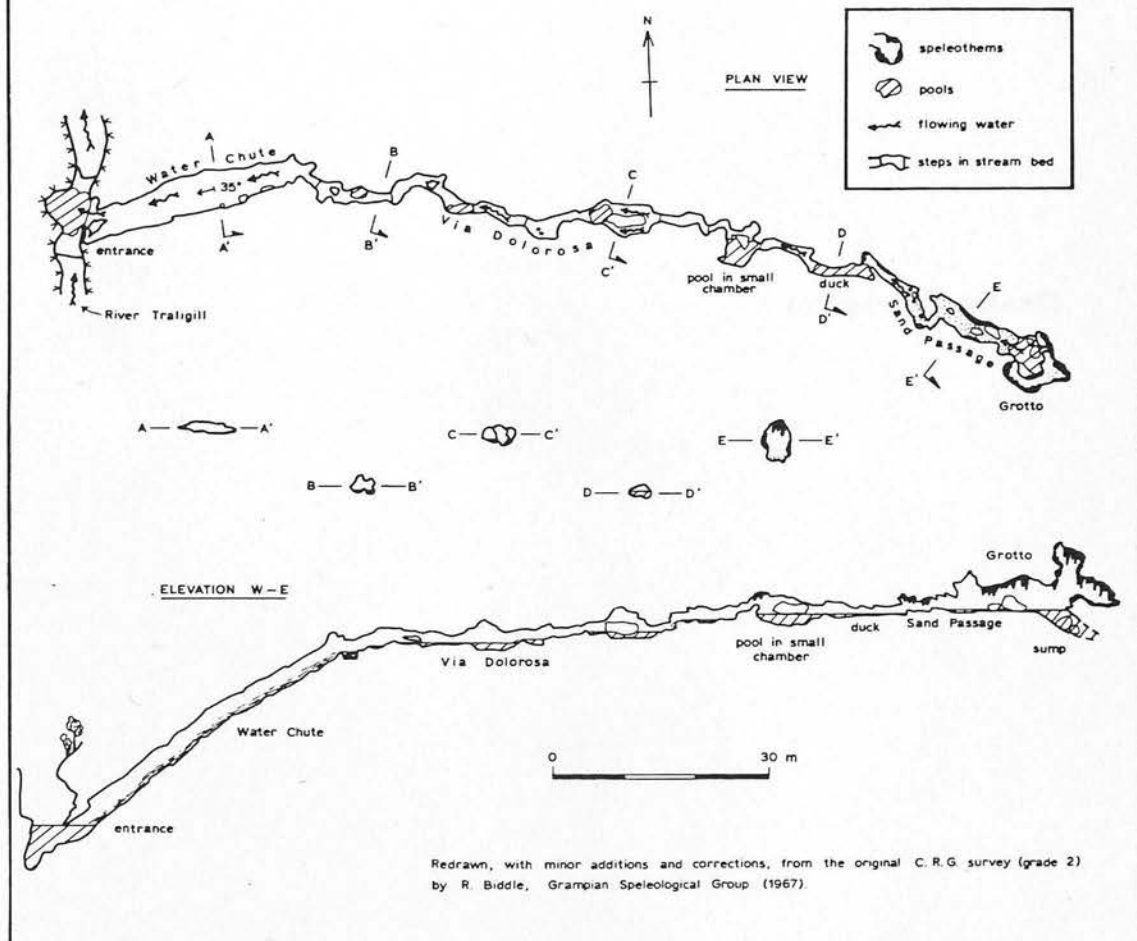 N
PLAN VIEW
speleothems
pools
flowing water
steps in stream bed
A
Water Chute
35°
B
C
entrance
A'
B'
Via Dolorosa
C'
pool in small
chamber
D
duck
D'
E
Sand Passage
E'
River Traligill
Grotto
A A'
C C'
E E'
B B'
D D'
Grotto
ELEVATION W-E
Via Dolorosa
pool in small
chamber
duck
Sand Passage
sump
Water Chute
0 30 m
entrance
Redrawn, with minor additions and corrections, from the original C.R.G. survey (grade 2)
by R. Biddle, Grampian Speleological Group (1967).